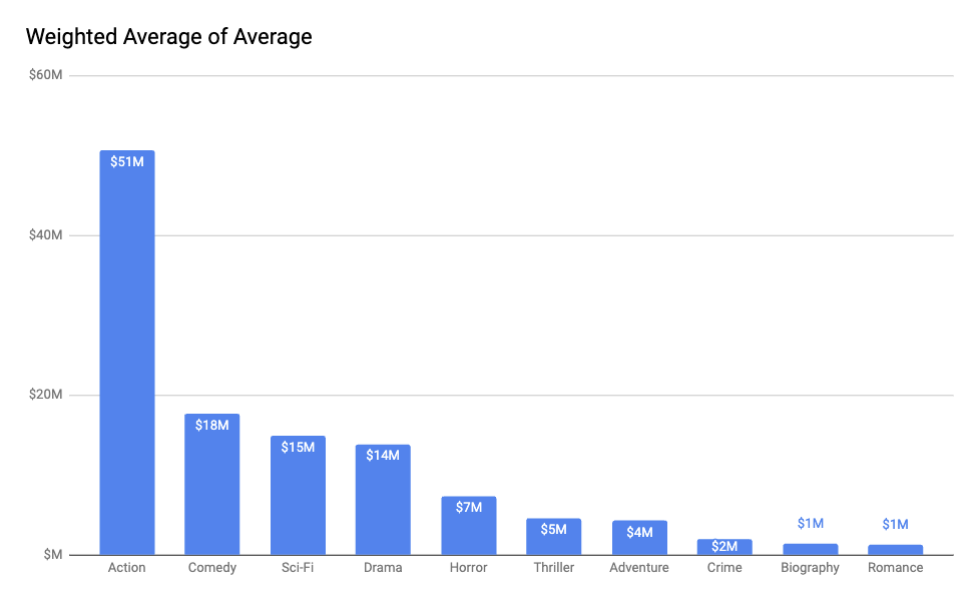 Weighted Average of Average
$60M
$40M
$20M
$M
$51M
$18M
$15M
$14M
$7M
$5M
$4M
$2M
$1M
$1M
Action
Comedy
Sci-Fi
Drama
Horror
Thriller
Adventure
Crime
Biography
Romance